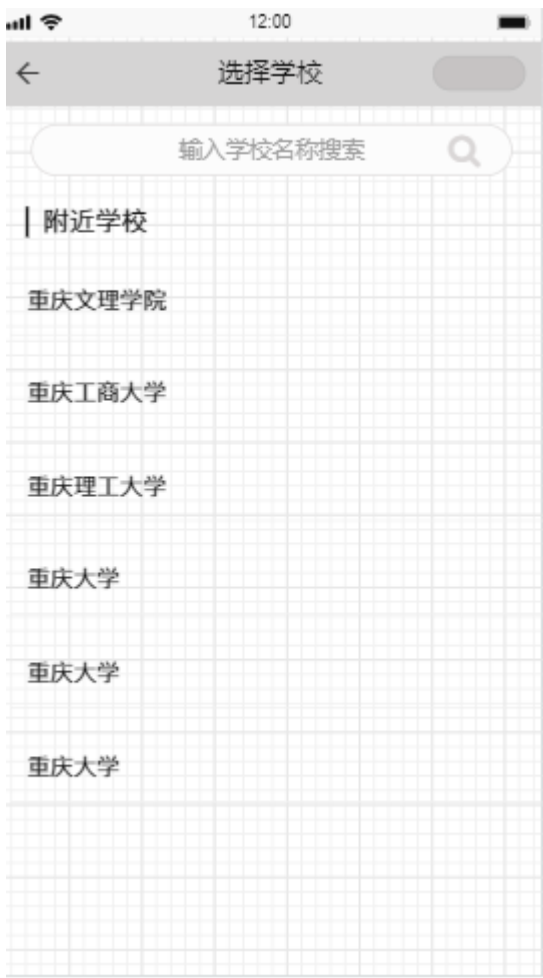 12:00
选择学校
输入学校名称搜索
附近学校
重庆文理学院
重庆工商大学
重庆理工大学
重庆大学
重庆大学
重庆大学